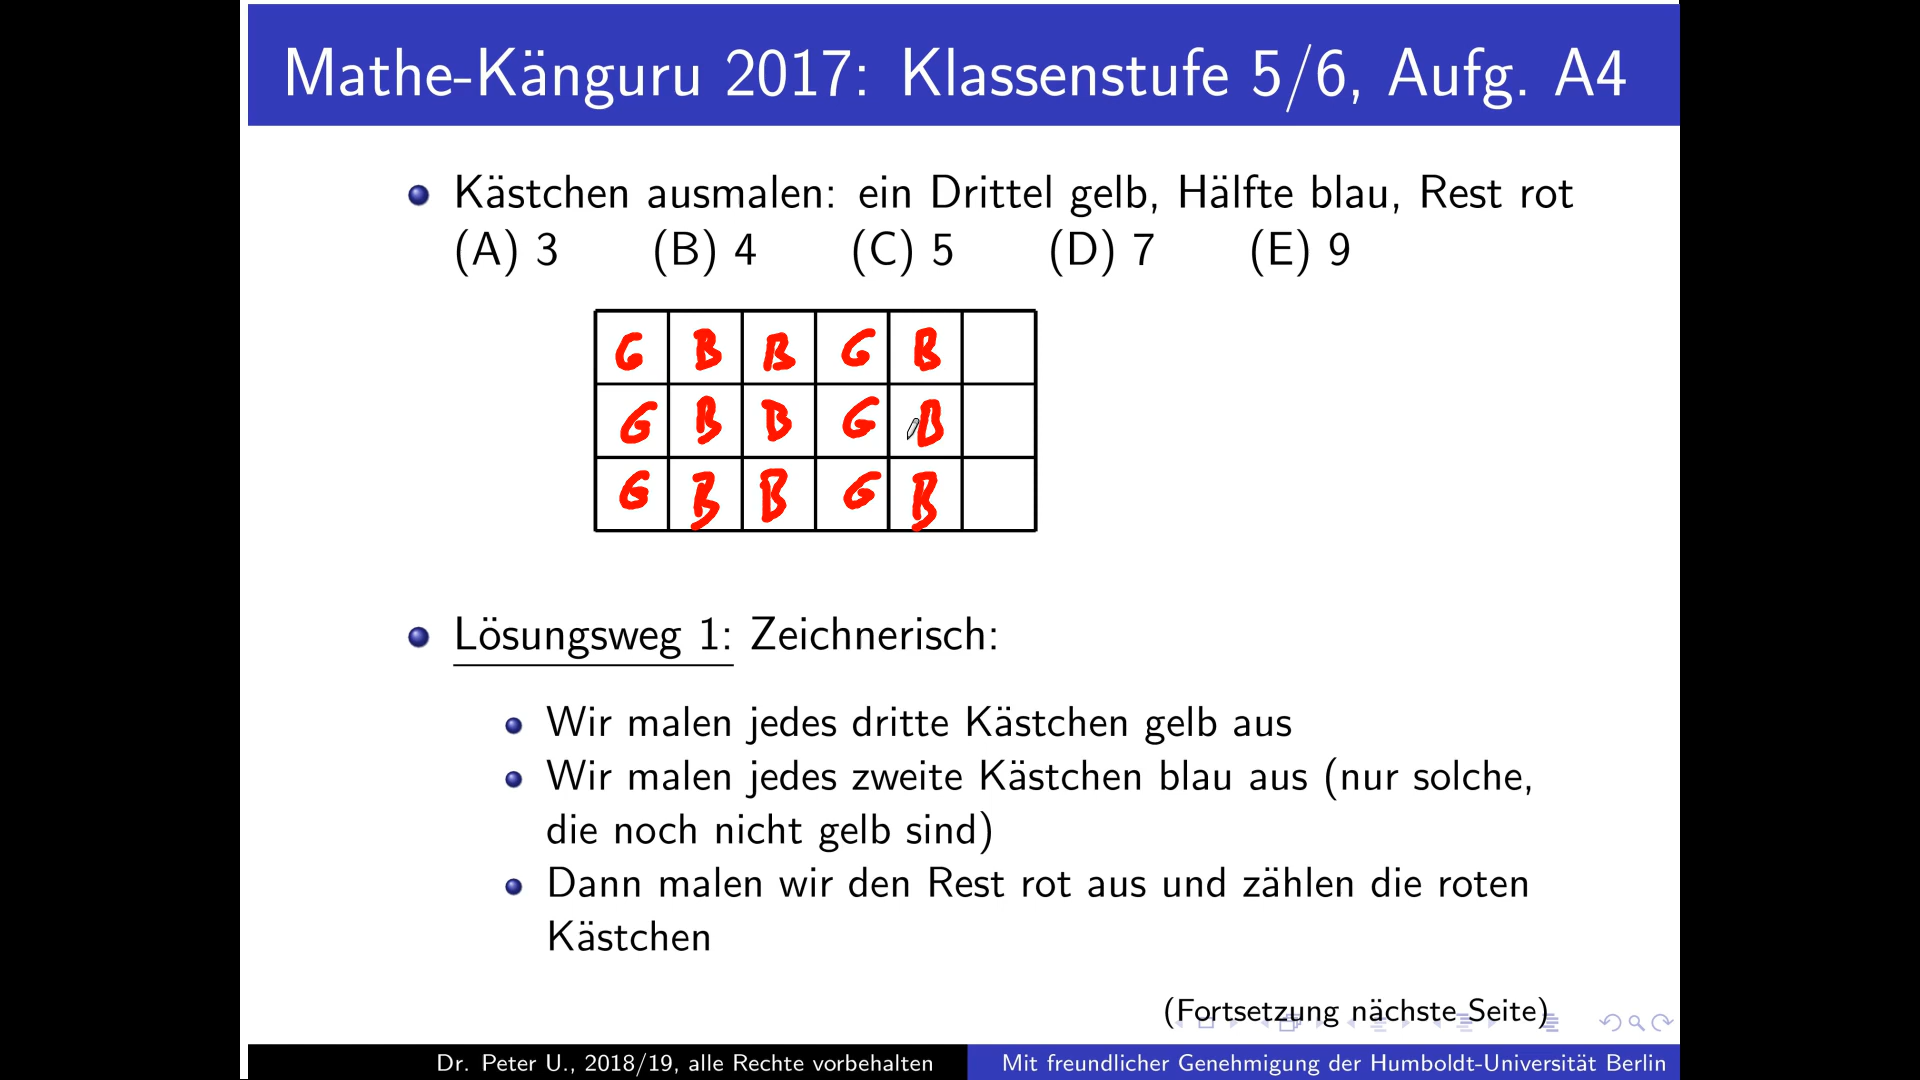 Mathe-Känguru 2017: Klassenstufe 5/6, Aufg. A4
Kästchen ausmalen: ein Drittel gelb, Hälfte blau, Rest rot
(A) 3 (B) 4 (C) 5 (D) 7 (E) 9
G B B G B
G B B G B
G B B G B
Lösungsweg 1: Zeichnerisch:
Wir malen jedes dritte Kästchen gelb aus
Wir malen jedes zweite Kästchen blau aus (nur solche,
die noch nicht gelb sind)
Dann malen wir den Rest rot aus und zählen die roten
Kästchen
(Fortsetzung nächste Seite)
Dr. Peter U., 2018/19, alle Rechte vorbehalten
Mit freundlicher Genehmigung der Humboldt-Universität Berlin